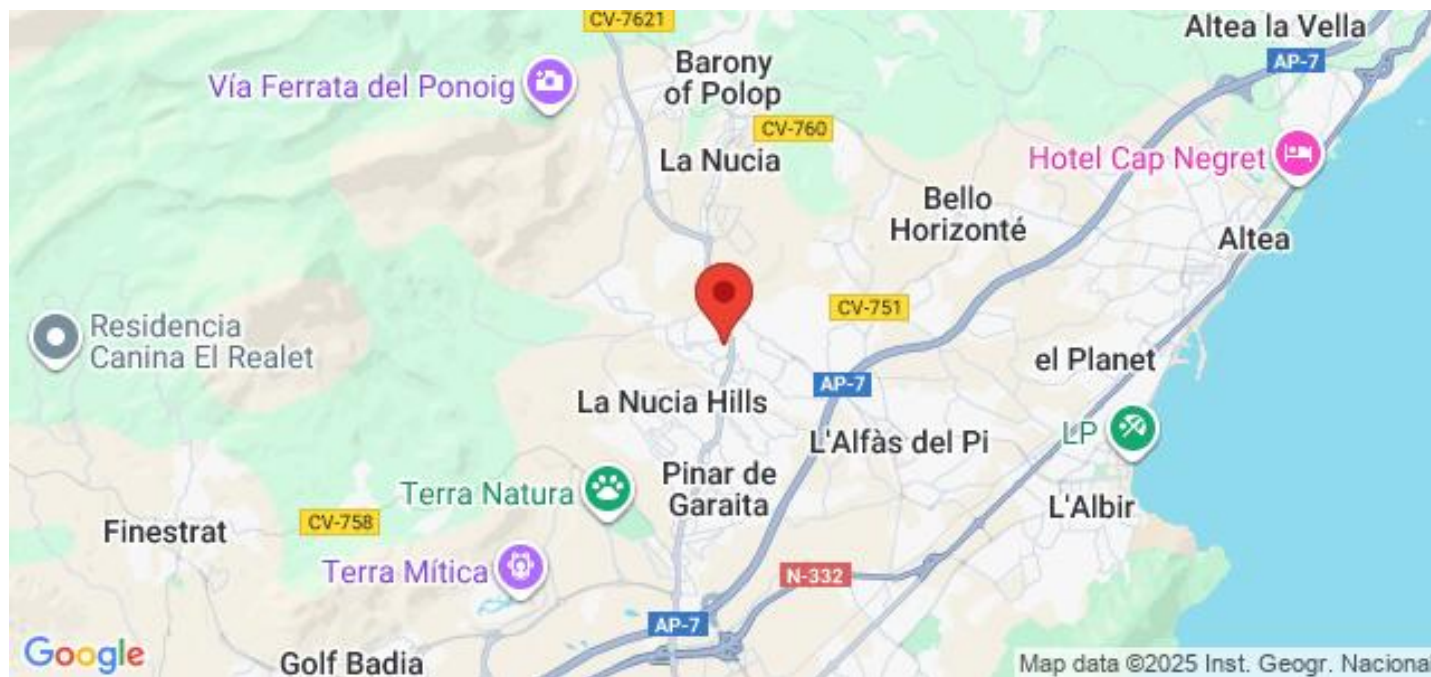 CV-7621
Altea la Vella
Barony
of Polop
AP-7
Vía Ferrata del Ponoig
CV-760
La Nucia
Hotel Cap Negret
Bello
Horizonté
Altea
CV-751
Residencia
Canina El Realet
el Planet
AP-7
La Nucia Hills
L'Alfàs del Pi
LP
Pinar de
Garaita
Terra Natura
L'Albir
CV-758
Finestrat
Terra Mítica
N-332
AP-7
Google
Golf Badia
Map data ©2025 Inst. Geogr. Nacional